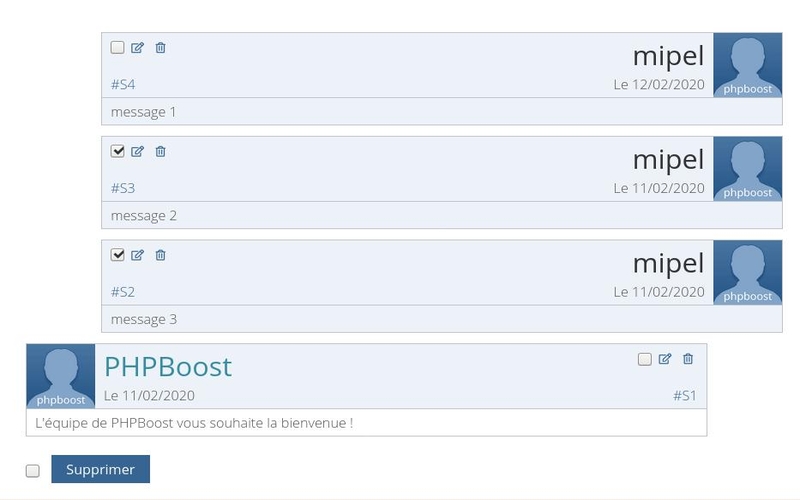 mipel
#S4
Le 12/02/2020
phpboost
message 1
mipel
#S3
Le 11/02/2020
phpboost
message 2
mipel
#S2
Le 11/02/2020
phpboost
message 3
PHPBoost
phpboost
Le 11/02/2020
#S1
L'équipe de PHPBoost vous souhaite la bienvenue !
Supprimer